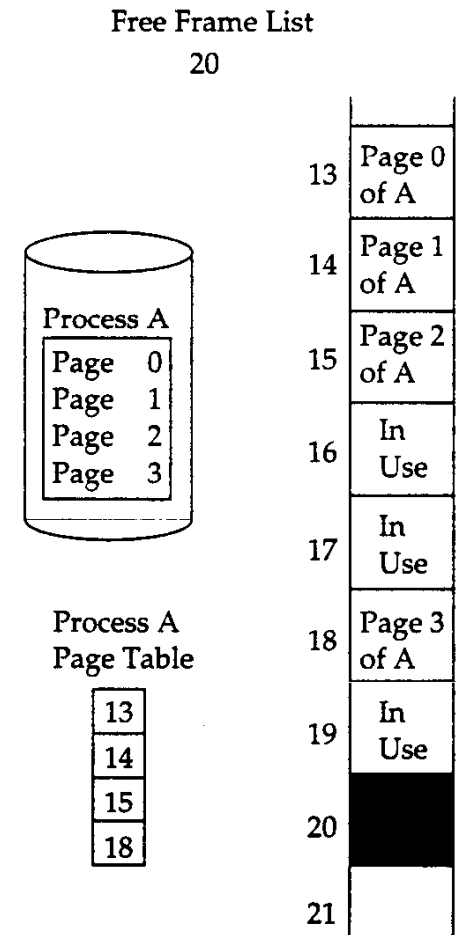 Free Frame List
20
Process A
Page 0
Page 1
Page 2
Page 3
Process A
Page Table
13
14
15
18
13 Page 0
of A
14 Page 1
of A
15 Page 2
of A
16 In
Use
17 In
Use
18 Page 3
of A
19 In
Use
20
21